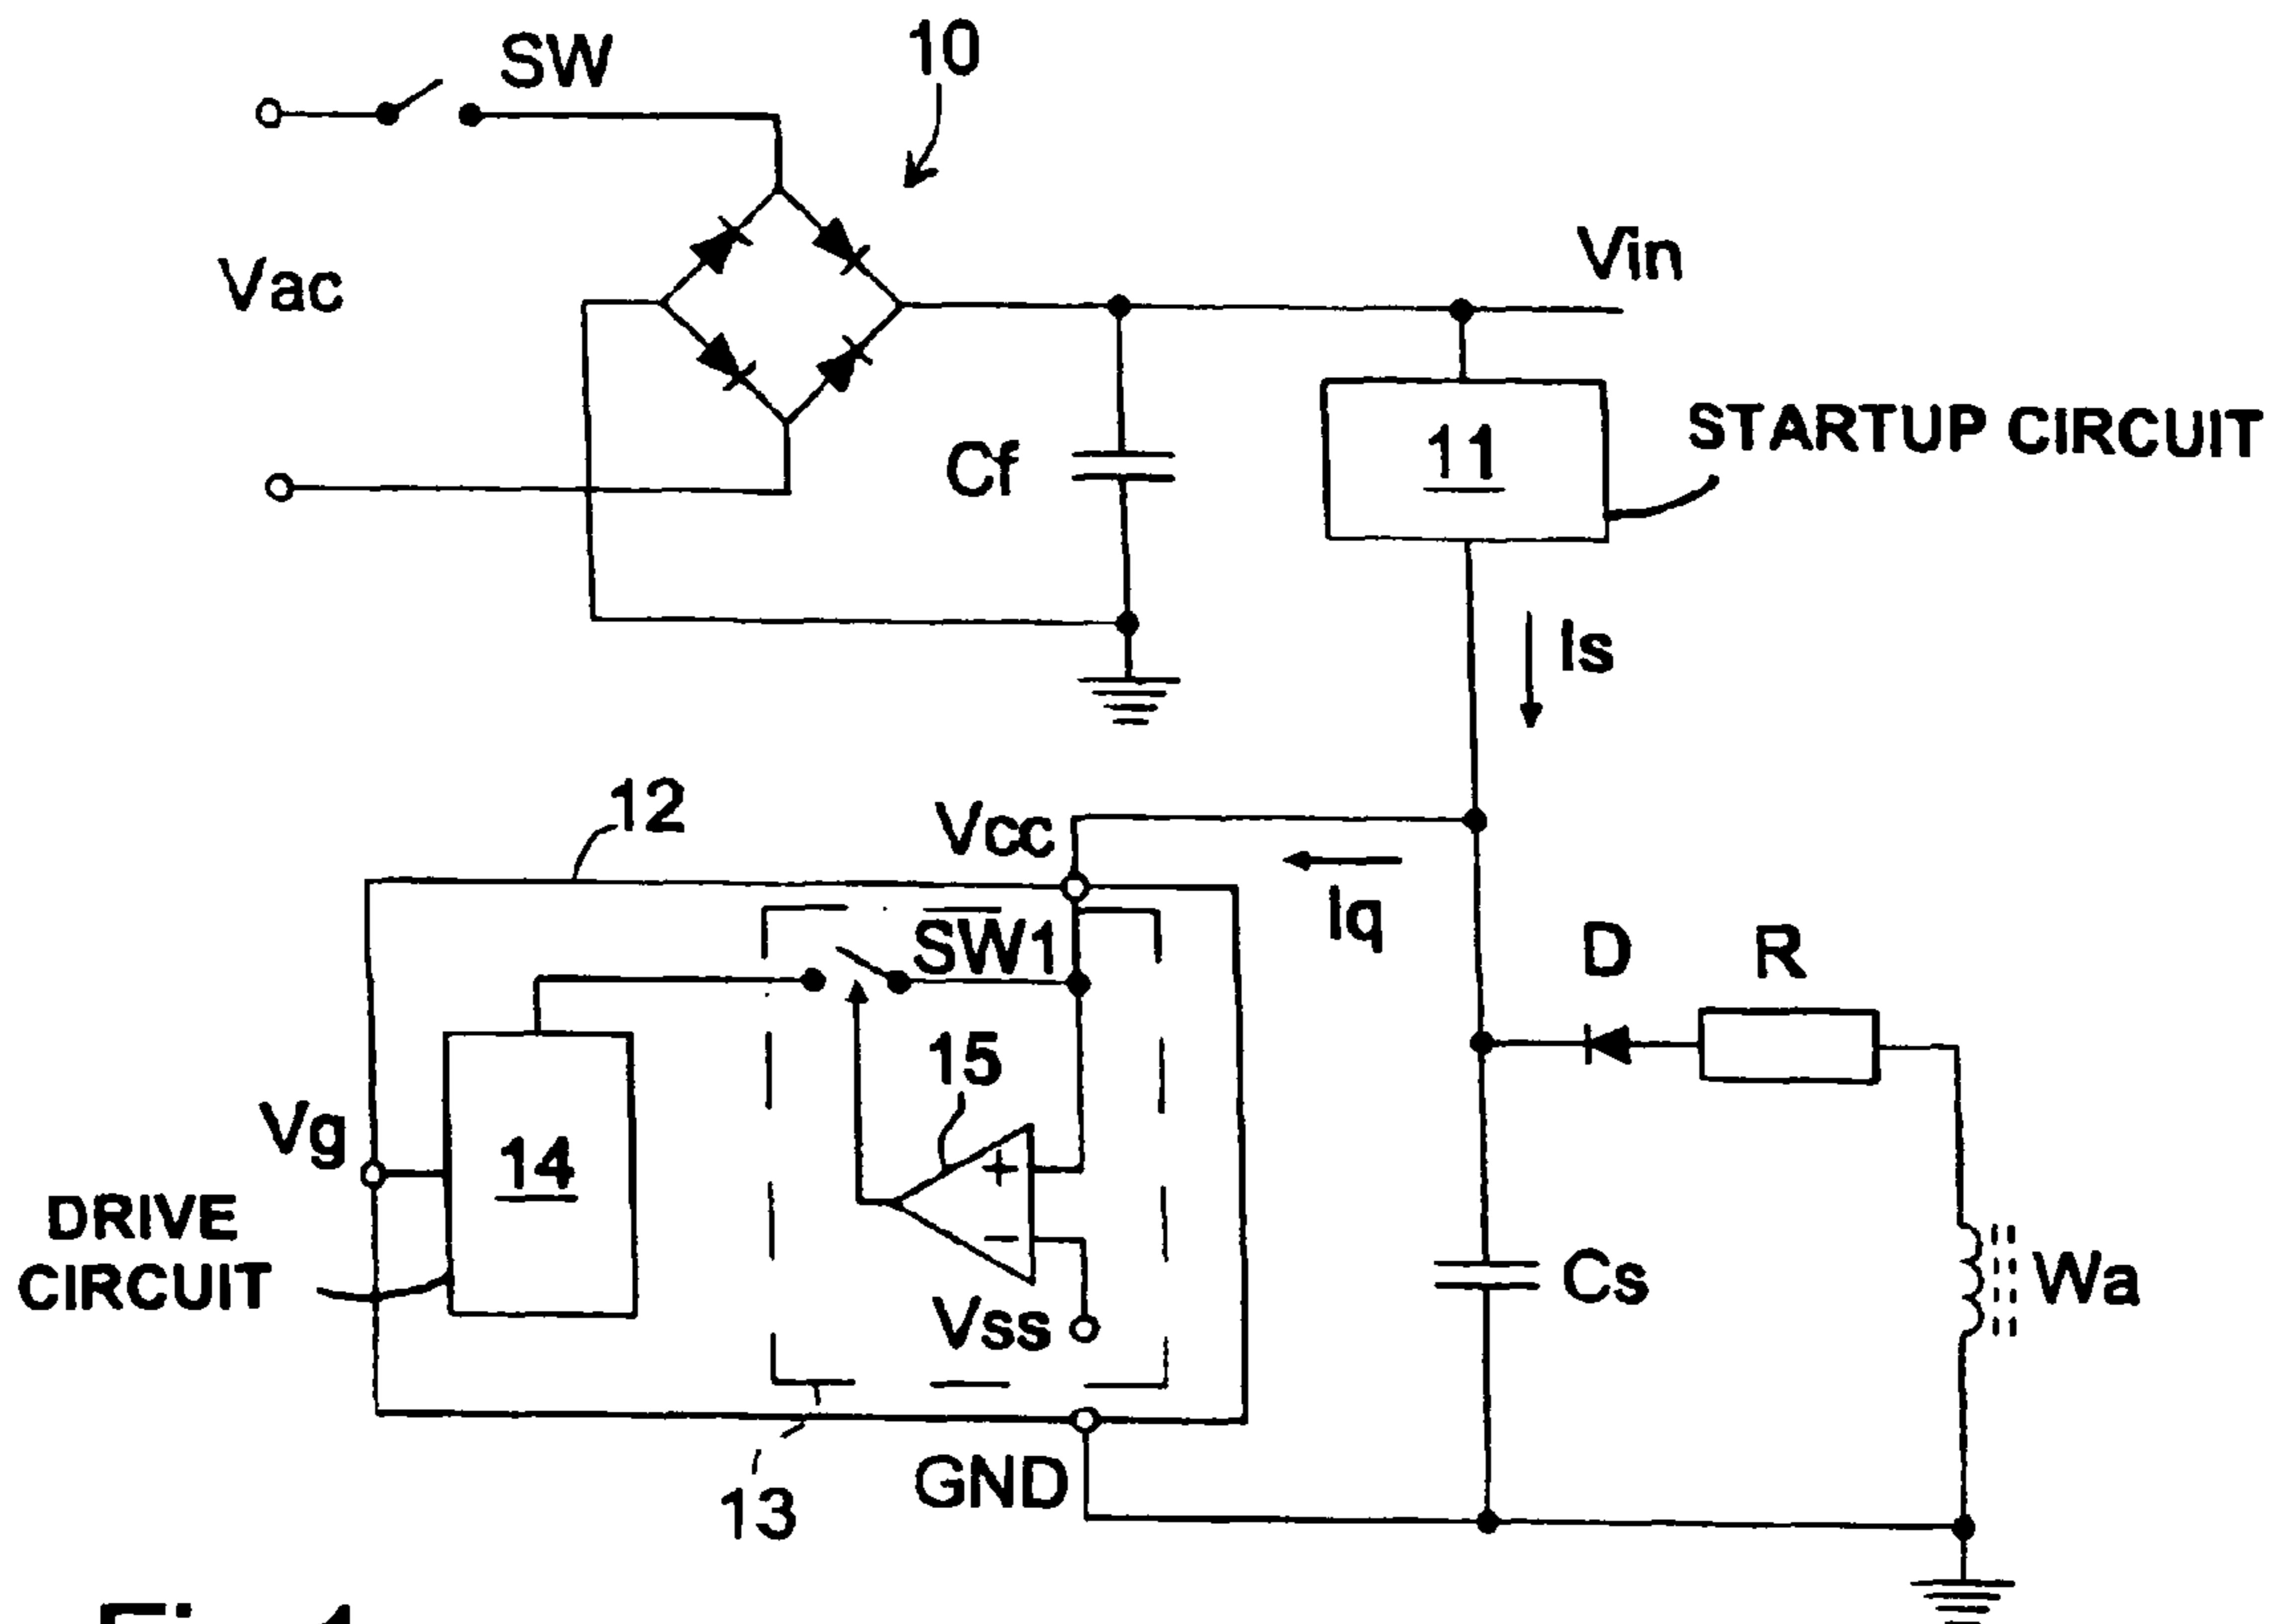 SW
10
Vac
Vin
Cf
11
STARTUP CIRCUIT
Is
12
Vcc
Iq
SW1
D
R
15
Vg
14
+
−
DRIVE
CIRCUIT
Vss
Cs
Wa
13
GND